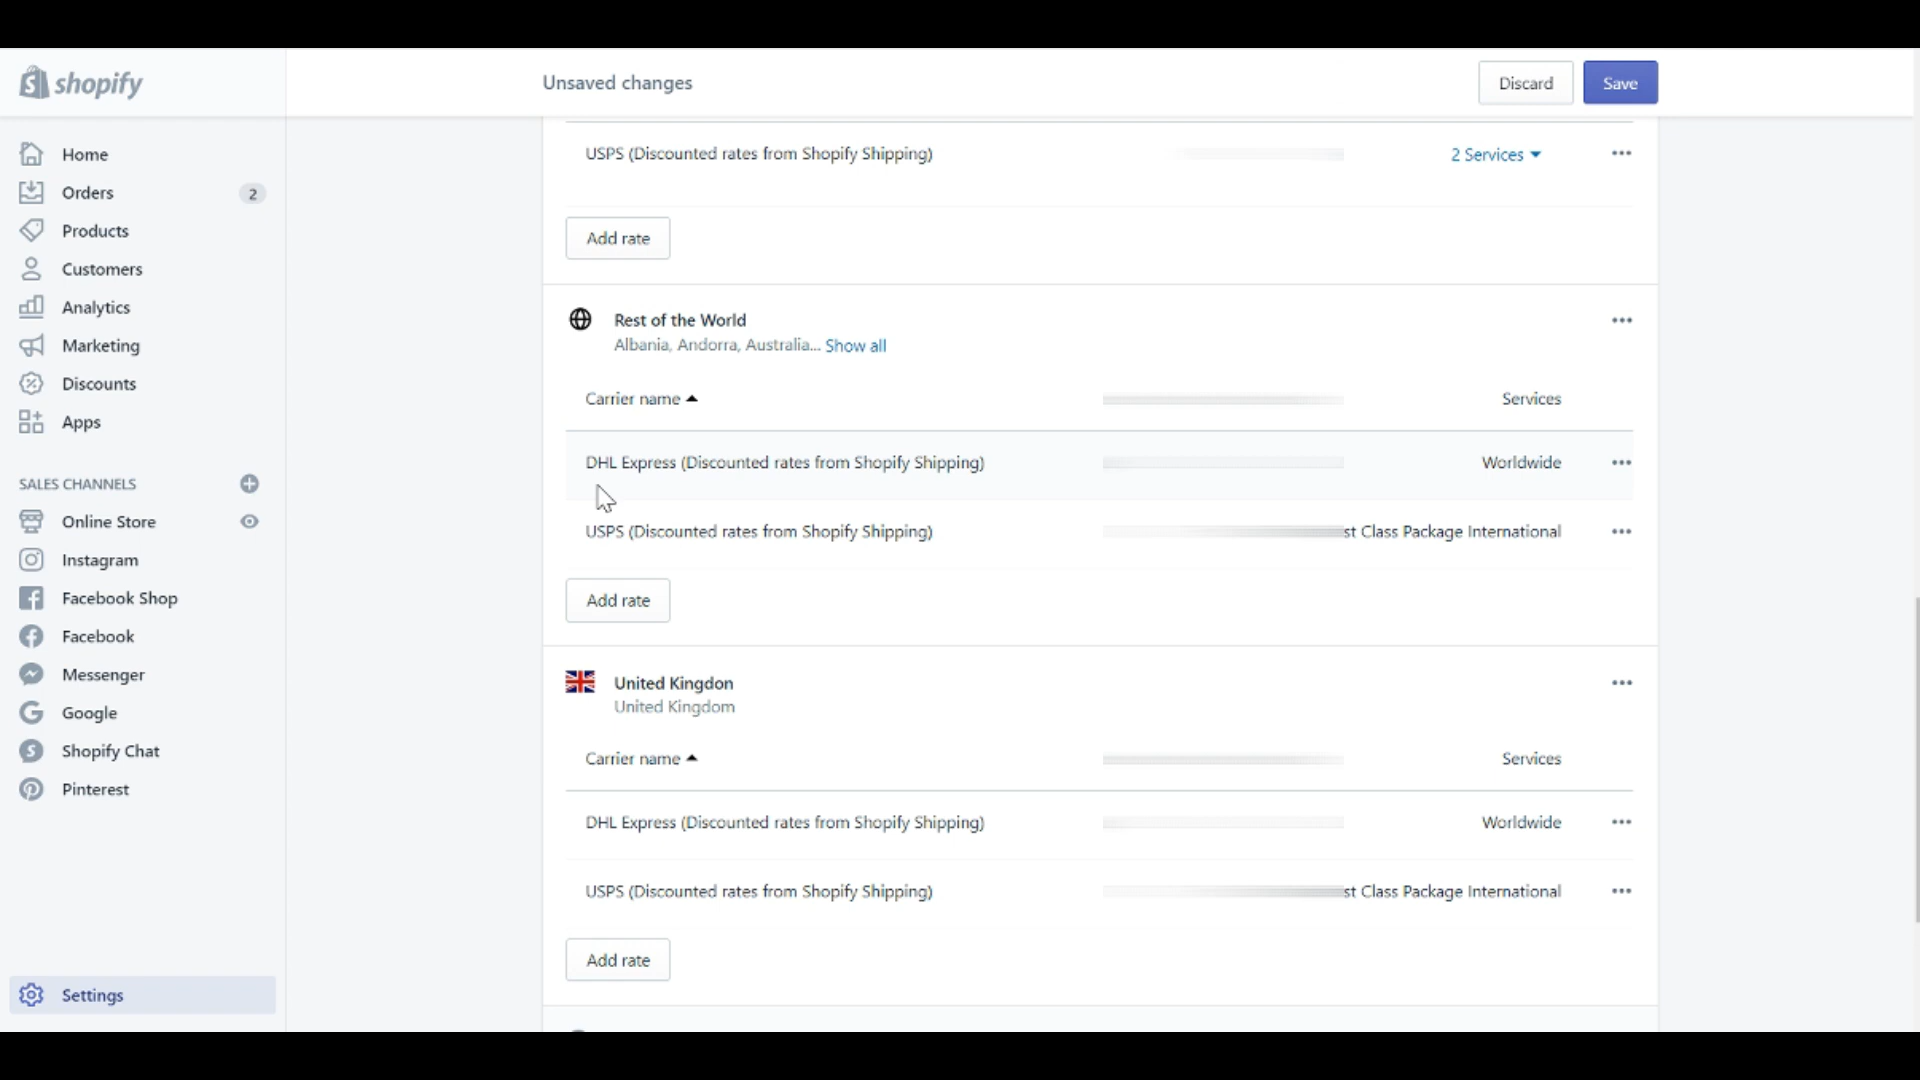 shopify
Unsaved changes
Discard
Save
Home
Orders
2
Products
Customers
Analytics
Marketing
Discounts
Apps
SALES CHANNELS
Online Store
Instagram
Facebook Shop
Facebook
Messenger
Google
Shopify Chat
Pinterest
Settings
USPS (Discounted rates from Shopify Shipping)
2 Services
Add rate
Rest of the World
Albania, Andorra, Australia... Show all
Carrier name
Services
DHL Express (Discounted rates from Shopify Shipping)
Worldwide
USPS (Discounted rates from Shopify Shipping)
st Class Package International
Add rate
United Kingdon
United Kingdom
Carrier name
Services
DHL Express (Discounted rates from Shopify Shipping)
Worldwide
USPS (Discounted rates from Shopify Shipping)
st Class Package International
Add rate